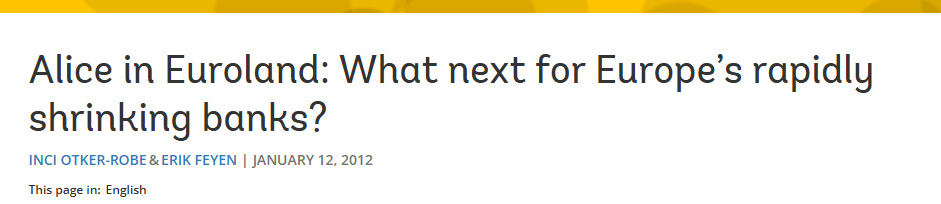 Alice in Euroland: What next for Europe’s rapidly
shrinking banks?
INCI OTKER-ROBE & ERIK FEYEN | JANUARY 12, 2012
This page in: English